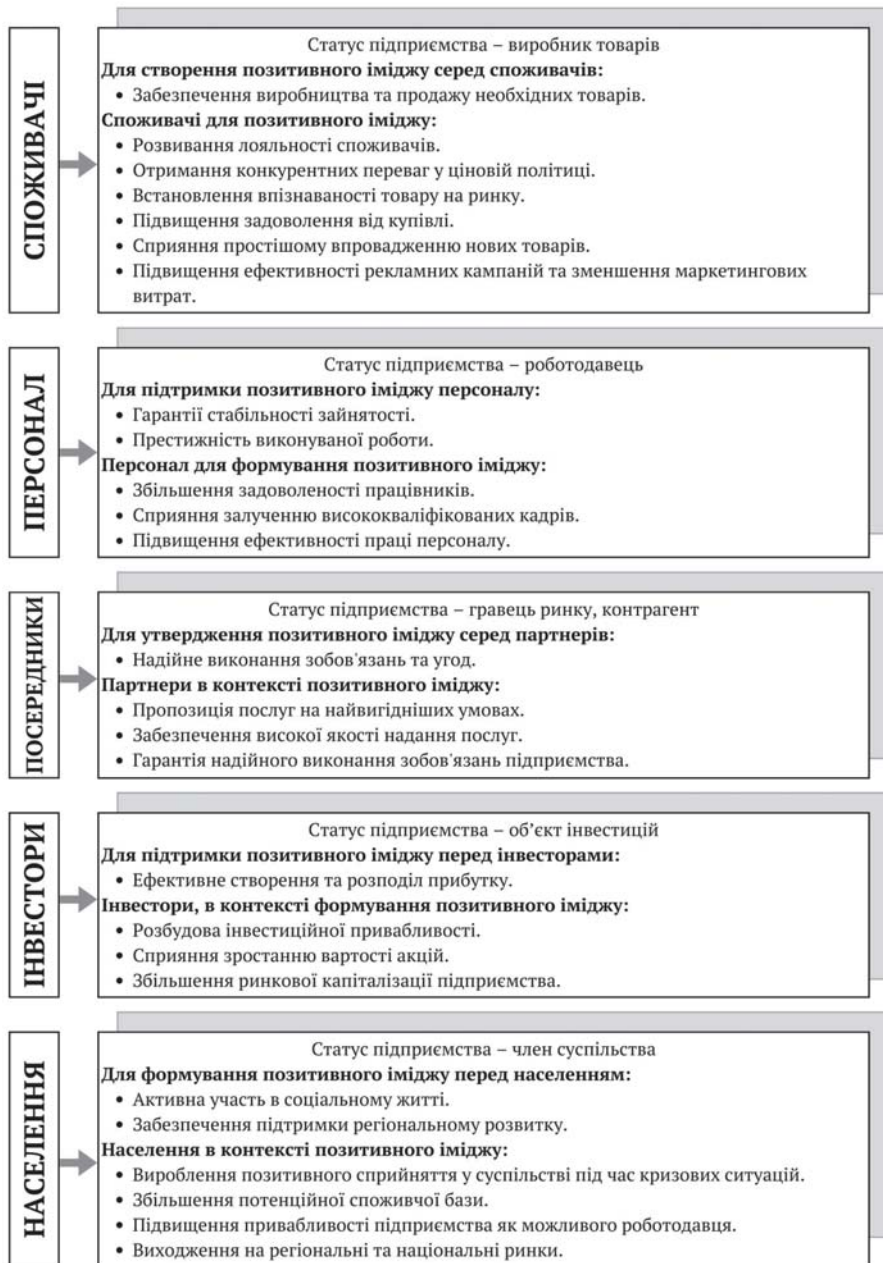 СПОЖИВАЧІ
Статус підприємства – виробник товарів
Для створення позитивного іміджу серед споживачів:
• Забезпечення виробництва та продажу необхідних товарів.
Споживачі для позитивного іміджу:
• Розвивання лояльності споживачів.
• Отримання конкурентних переваг у ціновій політиці.
• Встановлення впізнаваності товару на ринку.
• Підвищення задоволення від купівлі.
• Сприяння простішому впровадженню нових товарів.
• Підвищення ефективності рекламних кампаній та зменшення маркетингових
витрат.
ПЕРСОНАЛ
Статус підприємства – роботодавець
Для підтримки позитивного іміджу персоналу:
• Гарантії стабільності зайнятості.
• Престижність виконуваної роботи.
Персонал для формування позитивного іміджу:
• Збільшення задоволеності працівників.
• Сприяння залученню висококваліфікованих кадрів.
• Підвищення ефективності праці персоналу.
ПОСЕРЕДНИКИ
Статус підприємства – гравець ринку, контрагент
Для утвердження позитивного іміджу серед партнерів:
• Надійне виконання зобов'язань та угод.
Партнери в контексті позитивного іміджу:
• Пропозиція послуг на найвигідніших умовах.
• Забезпечення високої якості надання послуг.
• Гарантія надійного виконання зобов'язань підприємства.
ІНВЕСТОРИ
Статус підприємства – об’єкт інвестицій
Для підтримки позитивного іміджу перед інвесторами:
• Ефективне створення та розподіл прибутку.
Інвестори, в контексті формування позитивного іміджу:
• Розбудова інвестиційної привабливості.
• Сприяння зростанню вартості акцій.
• Збільшення ринкової капіталізації підприємства.
НАСЕЛЕННЯ
Статус підприємства – член суспільства
Для формування позитивного іміджу перед населенням:
• Активна участь в соціальному житті.
• Забезпечення підтримки регіонального розвитку.
Населення в контексті позитивного іміджу:
• Вироблення позитивного сприйняття у суспільстві під час кризових ситуацій.
• Збільшення потенційної споживчої бази.
• Підвищення привабливості підприємства як можливого роботодавця.
• Виходження на регіональні та національні ринки.